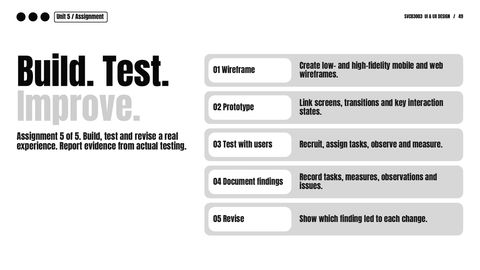 Unit 5 / Assignment
SVCD3003 UI & UX DESIGN / 49
Build. Test.
Improve.
Assignment 5 of 5. Build, test and revise a real
experience. Report evidence from actual testing.
01 Wireframe
Create low- and high-fidelity mobile and web
wireframes.
02 Prototype
Link screens, transitions and key interaction
states.
03 Test with users
Recruit, assign tasks, observe and measure.
04 Document findings
Record tasks, measures, observations and
issues.
05 Revise
Show which finding led to each change.